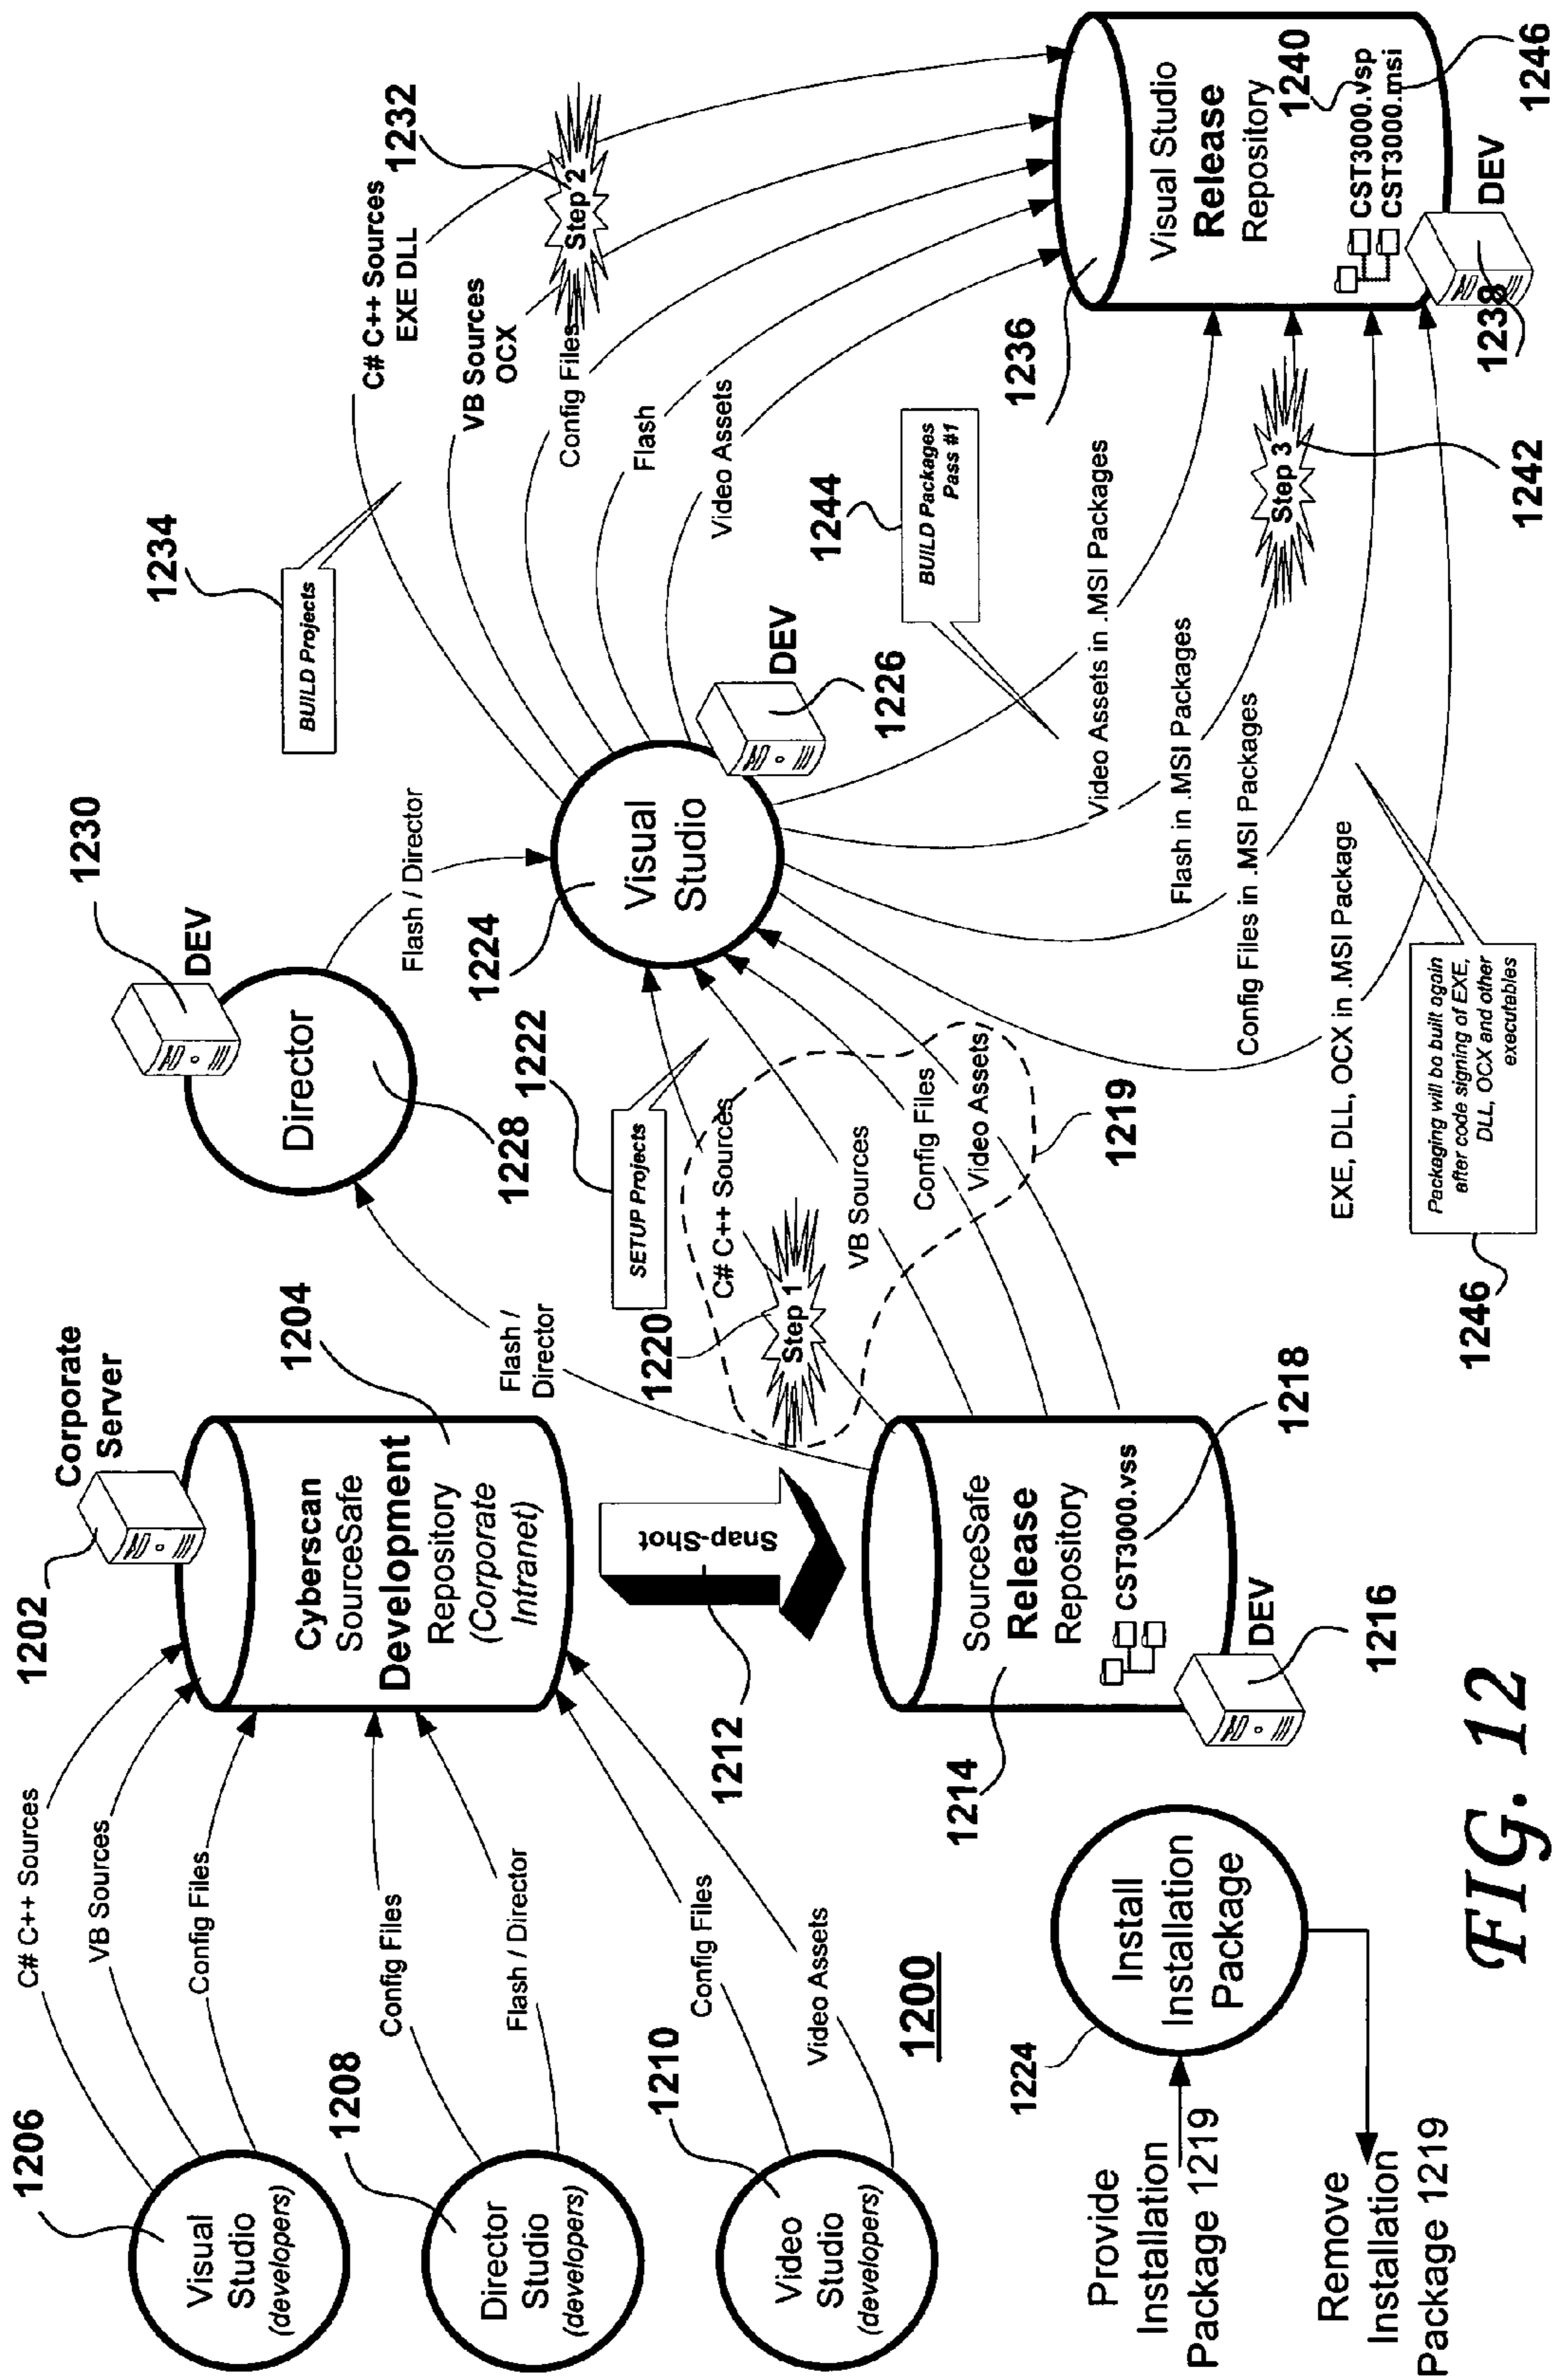 1206
Visual
Studio
(developers)
1208
Director
Studio
(developers)
1210
Video
Studio
(developers)
C# C++ Sources
VB Sources
Config Files
Config Files
Flash / Director
Config Files
Video Assets
1202
Corporate
Server
1204
Cyberscan
SourceSafe
Development
Repository
(Corporate
Intranet)
1212
Snap-Shot
1214
SourceSafe
Release
Repository
CST3000.vss
1218
DEV
1216
Flash /
Director
Director
1228
DEV
1230
Flash / Director
1220
Step 1
SETUP Projects
1222
C# C++ Sources
VB Sources
Config Files
Video Assets
1219
1224
Visual
Studio
DEV
1226
BUILD Projects
1234
C# C++ Sources
EXE DLL
VB Sources
OCX
Config Files
Flash
Video Assets
Step 2
1232
BUILD Packages
Pass #1
1244
Video Assets in .MSI Packages
Flash in .MSI Packages
Config Files in .MSI Packages
EXE, DLL, OCX in .MSI Package
Step 3
1242
Packaging will be built again
after code signing of EXE,
DLL, OCX and other
executables
1246
1236
Visual Studio
Release
Repository
1240
CST3000.vsp
CST3000.msi
1246
DEV
1238
1200
Provide
Installation
Package 1219
1224
Install
Installation
Package
Remove
Installation
Package 1219
FIG. 12